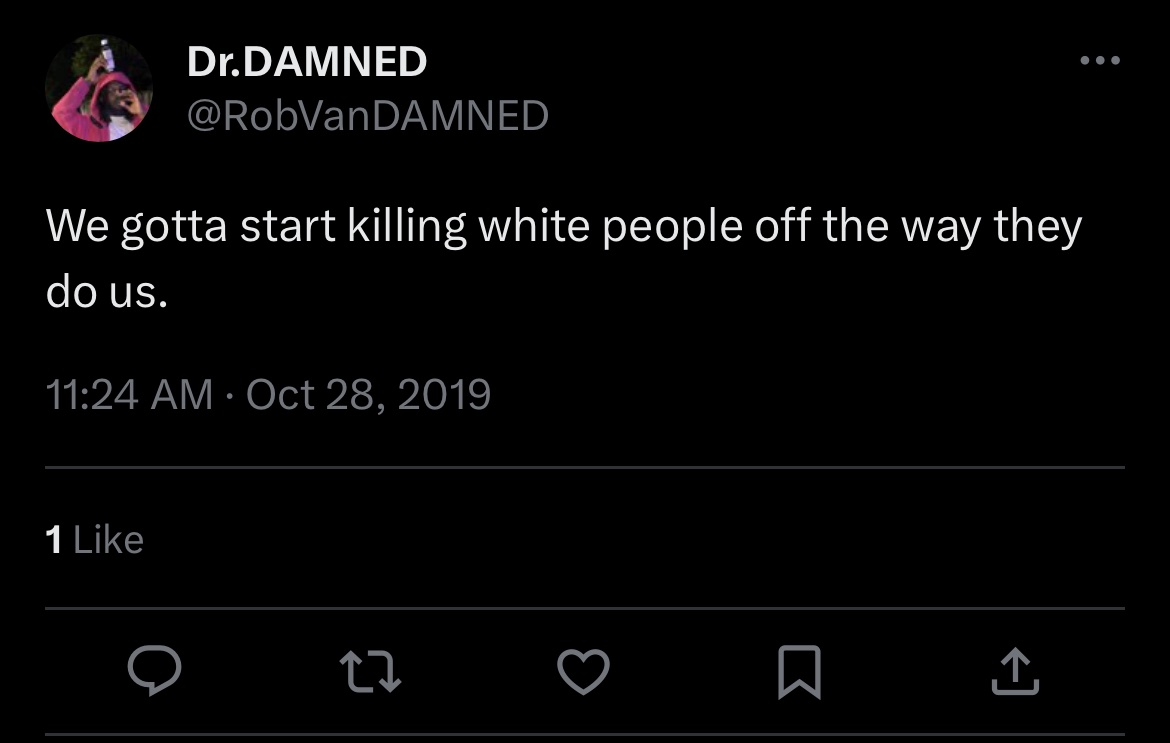 Dr.DAMNED
@RobVanDAMNED
We gotta start killing white people off the way they
do us.
11:24 AM · Oct 28, 2019
1 Like